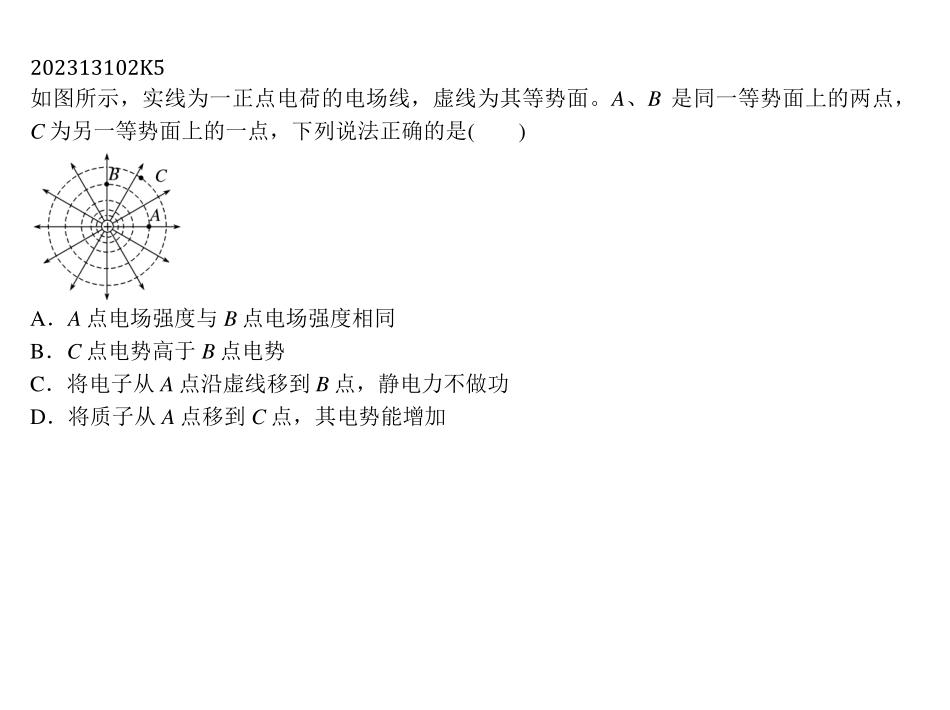 202313102K5
如图所示，实线为一正点电荷的电场线，虚线为其等势面。A、B 是同一等势面上的两点，
C 为另一等势面上的一点，下列说法正确的是(　　)
B C
A
A．A 点电场强度与 B 点电场强度相同
B．C 点电势高于 B 点电势
C．将电子从 A 点沿虚线移到 B 点，静电力不做功
D．将质子从 A 点移到 C 点，其电势能增加